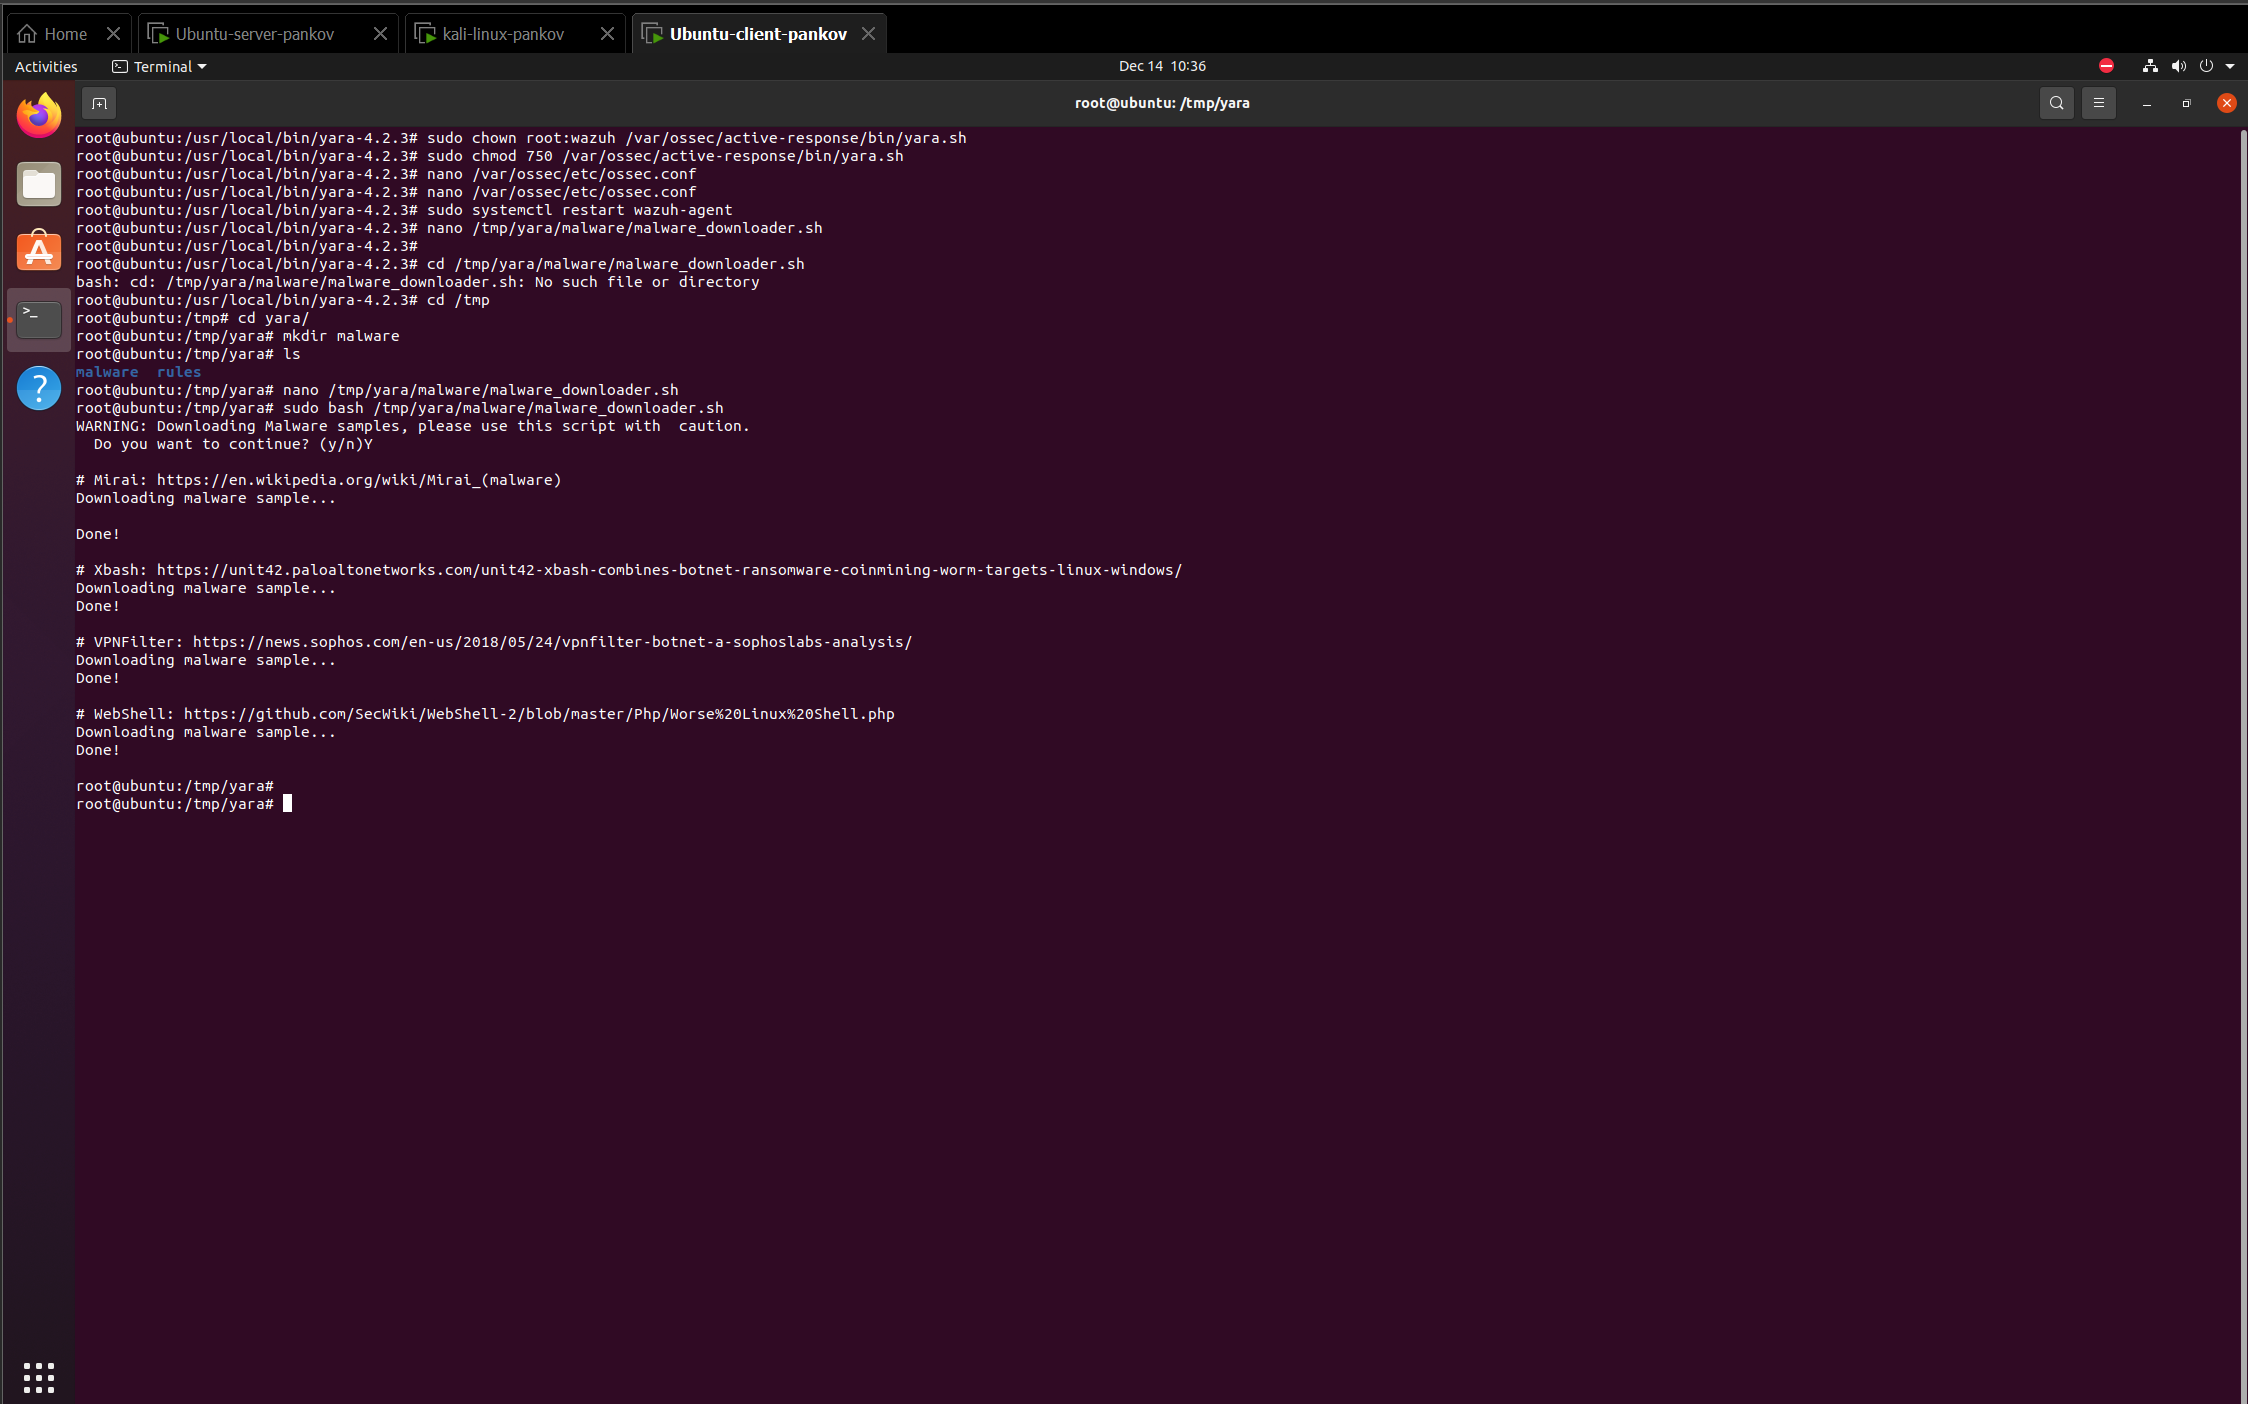 Home
Ubuntu-server-pankov
kali-linux-pankov
Ubuntu-client-pankov
Activities
Terminal
Dec 14 10:36
root@ubuntu: /tmp/yara
root@ubuntu:/usr/local/bin/yara-4.2.3# sudo chown root:wazuh /var/ossec/active-response/bin/yara.sh
root@ubuntu:/usr/local/bin/yara-4.2.3# sudo chmod 750 /var/ossec/active-response/bin/yara.sh
root@ubuntu:/usr/local/bin/yara-4.2.3# nano /var/ossec/etc/ossec.conf
root@ubuntu:/usr/local/bin/yara-4.2.3# nano /var/ossec/etc/ossec.conf
root@ubuntu:/usr/local/bin/yara-4.2.3# sudo systemctl restart wazuh-agent
root@ubuntu:/usr/local/bin/yara-4.2.3# nano /tmp/yara/malware/malware_downloader.sh
root@ubuntu:/usr/local/bin/yara-4.2.3#
root@ubuntu:/usr/local/bin/yara-4.2.3# cd /tmp/yara/malware/malware_downloader.sh
bash: cd: /tmp/yara/malware/malware_downloader.sh: No such file or directory
root@ubuntu:/usr/local/bin/yara-4.2.3# cd /tmp
root@ubuntu:/tmp# cd yara/
root@ubuntu:/tmp/yara# mkdir malware
root@ubuntu:/tmp/yara# ls
malware  rules
root@ubuntu:/tmp/yara# nano /tmp/yara/malware/malware_downloader.sh
root@ubuntu:/tmp/yara# sudo bash /tmp/yara/malware/malware_downloader.sh
WARNING: Downloading Malware samples, please use this script with  caution.
  Do you want to continue? (y/n)Y
# Mirai: https://en.wikipedia.org/wiki/Mirai_(malware)
Downloading malware sample...
Done!
# Xbash: https://unit42.paloaltonetworks.com/unit42-xbash-combines-botnet-ransomware-coinmining-worm-targets-linux-windows/
Downloading malware sample...
Done!
# VPNFilter: https://news.sophos.com/en-us/2018/05/24/vpnfilter-botnet-a-sophoslabs-analysis/
Downloading malware sample...
Done!
# WebShell: https://github.com/SecWiki/WebShell-2/blob/master/Php/Worse%20Linux%20Shell.php
Downloading malware sample...
Done!
root@ubuntu:/tmp/yara#
root@ubuntu:/tmp/yara#